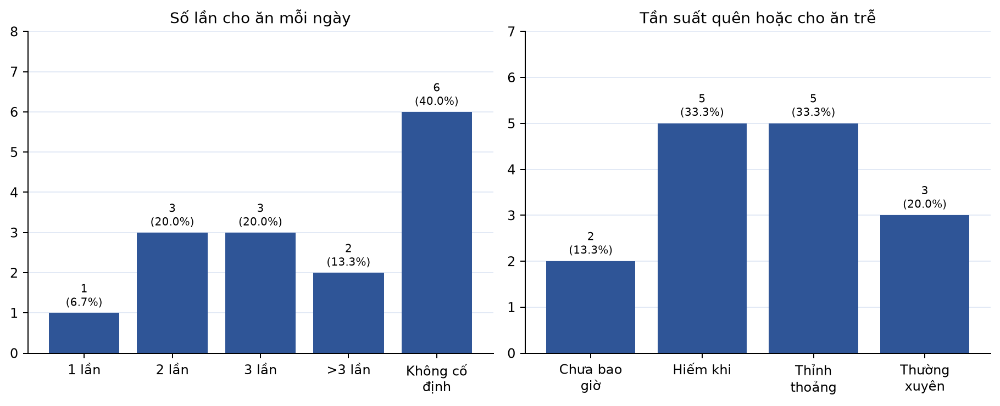 Số lần cho ăn mỗi ngày
8
7
6
5
4
3
2
1
0
1
(6.7%)
3
(20.0%)
3
(20.0%)
2
(13.3%)
6
(40.0%)
1 lần
2 lần
3 lần
>3 lần
Không cố
định
Tần suất quên hoặc cho ăn trễ
7
6
5
4
3
2
1
0
2
(13.3%)
5
(33.3%)
5
(33.3%)
3
(20.0%)
Chưa bao
giờ
Hiếm khi
Thỉnh
thoảng
Thường
xuyên